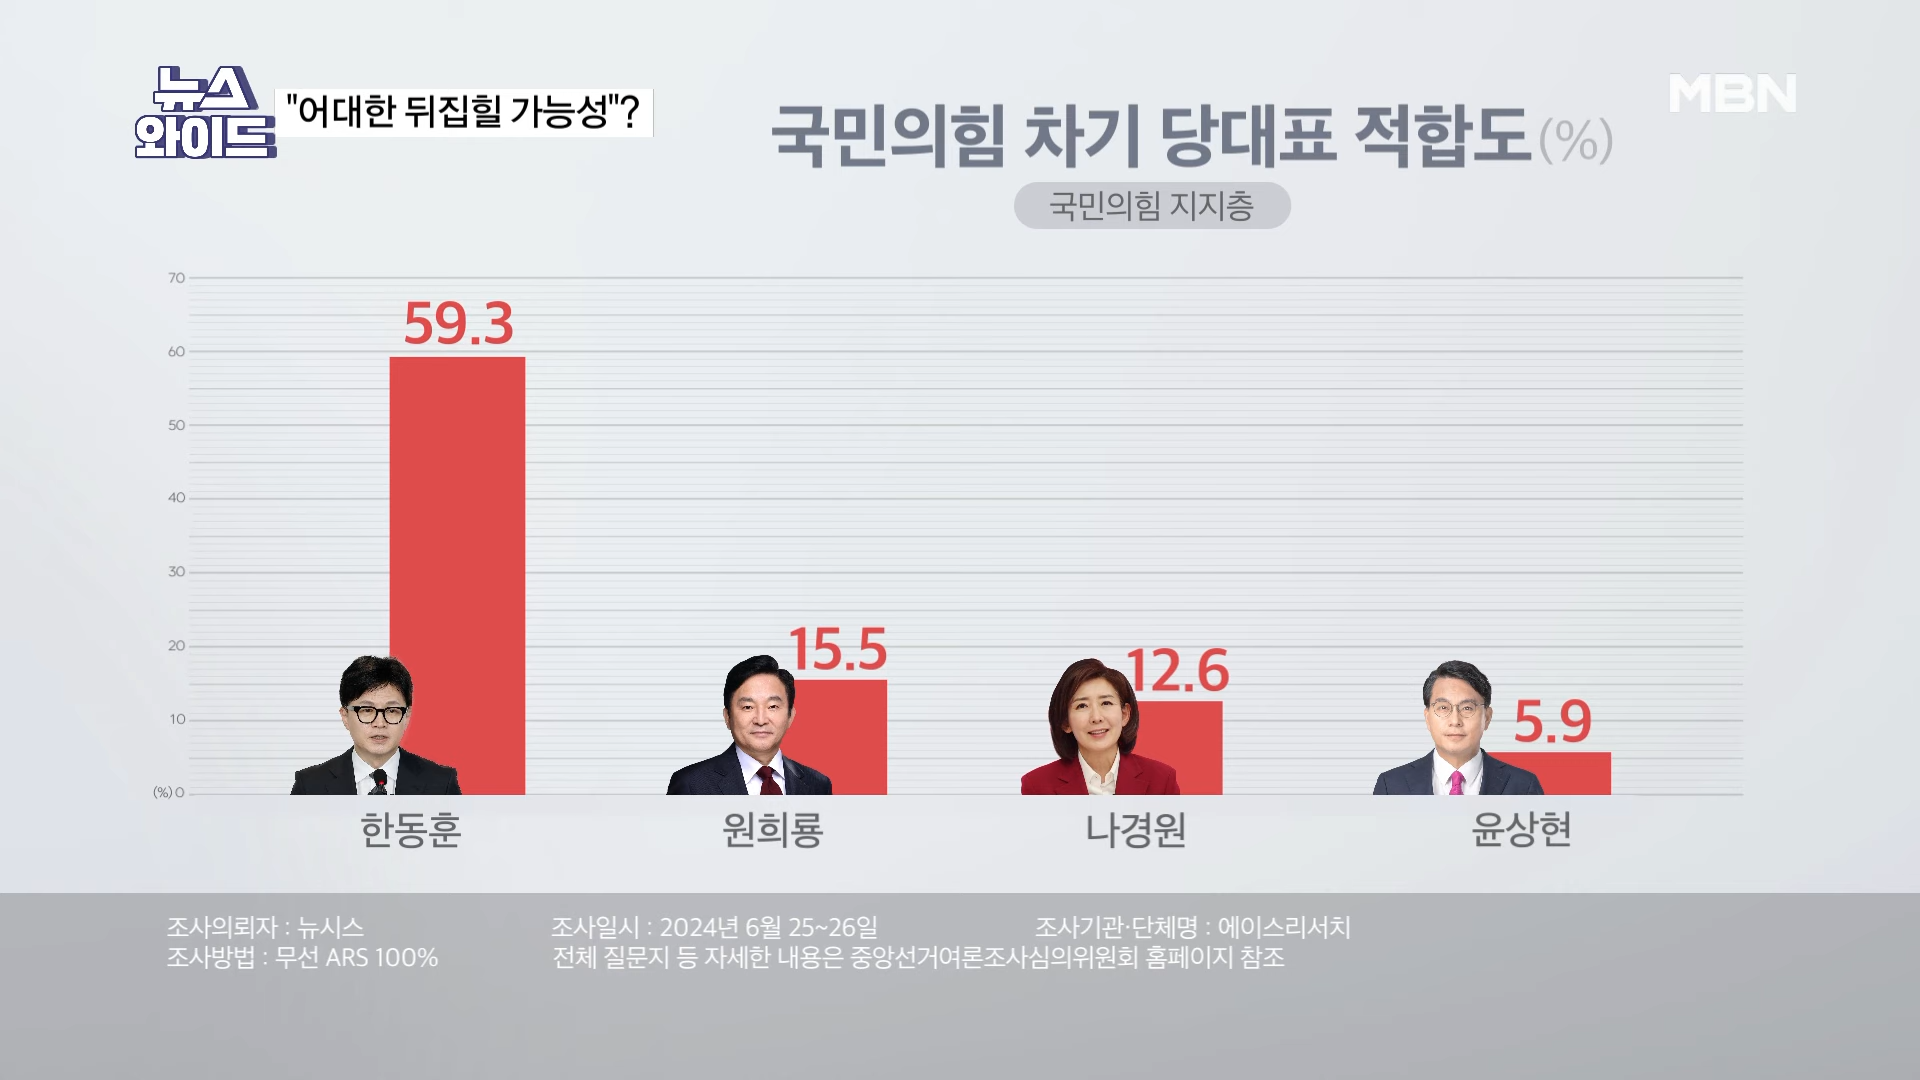 뉴스
와이드
"어대한 뒤집힐 가능성"?
MBN
국민의힘 차기 당대표 적합도(%)
국민의힘 지지층
70
60
50
40
30
20
10
(%) 0
59.3
15.5
12.6
5.9
한동훈
원희룡
나경원
윤상현
조사의뢰자 : 뉴시스
조사일시 : 2024년 6월 25~26일
조사기관·단체명 : 에이스리서치
조사방법 : 무선 ARS 100%
전체 질문지 등 자세한 내용은 중앙선거여론조사심의위원회 홈페이지 참조